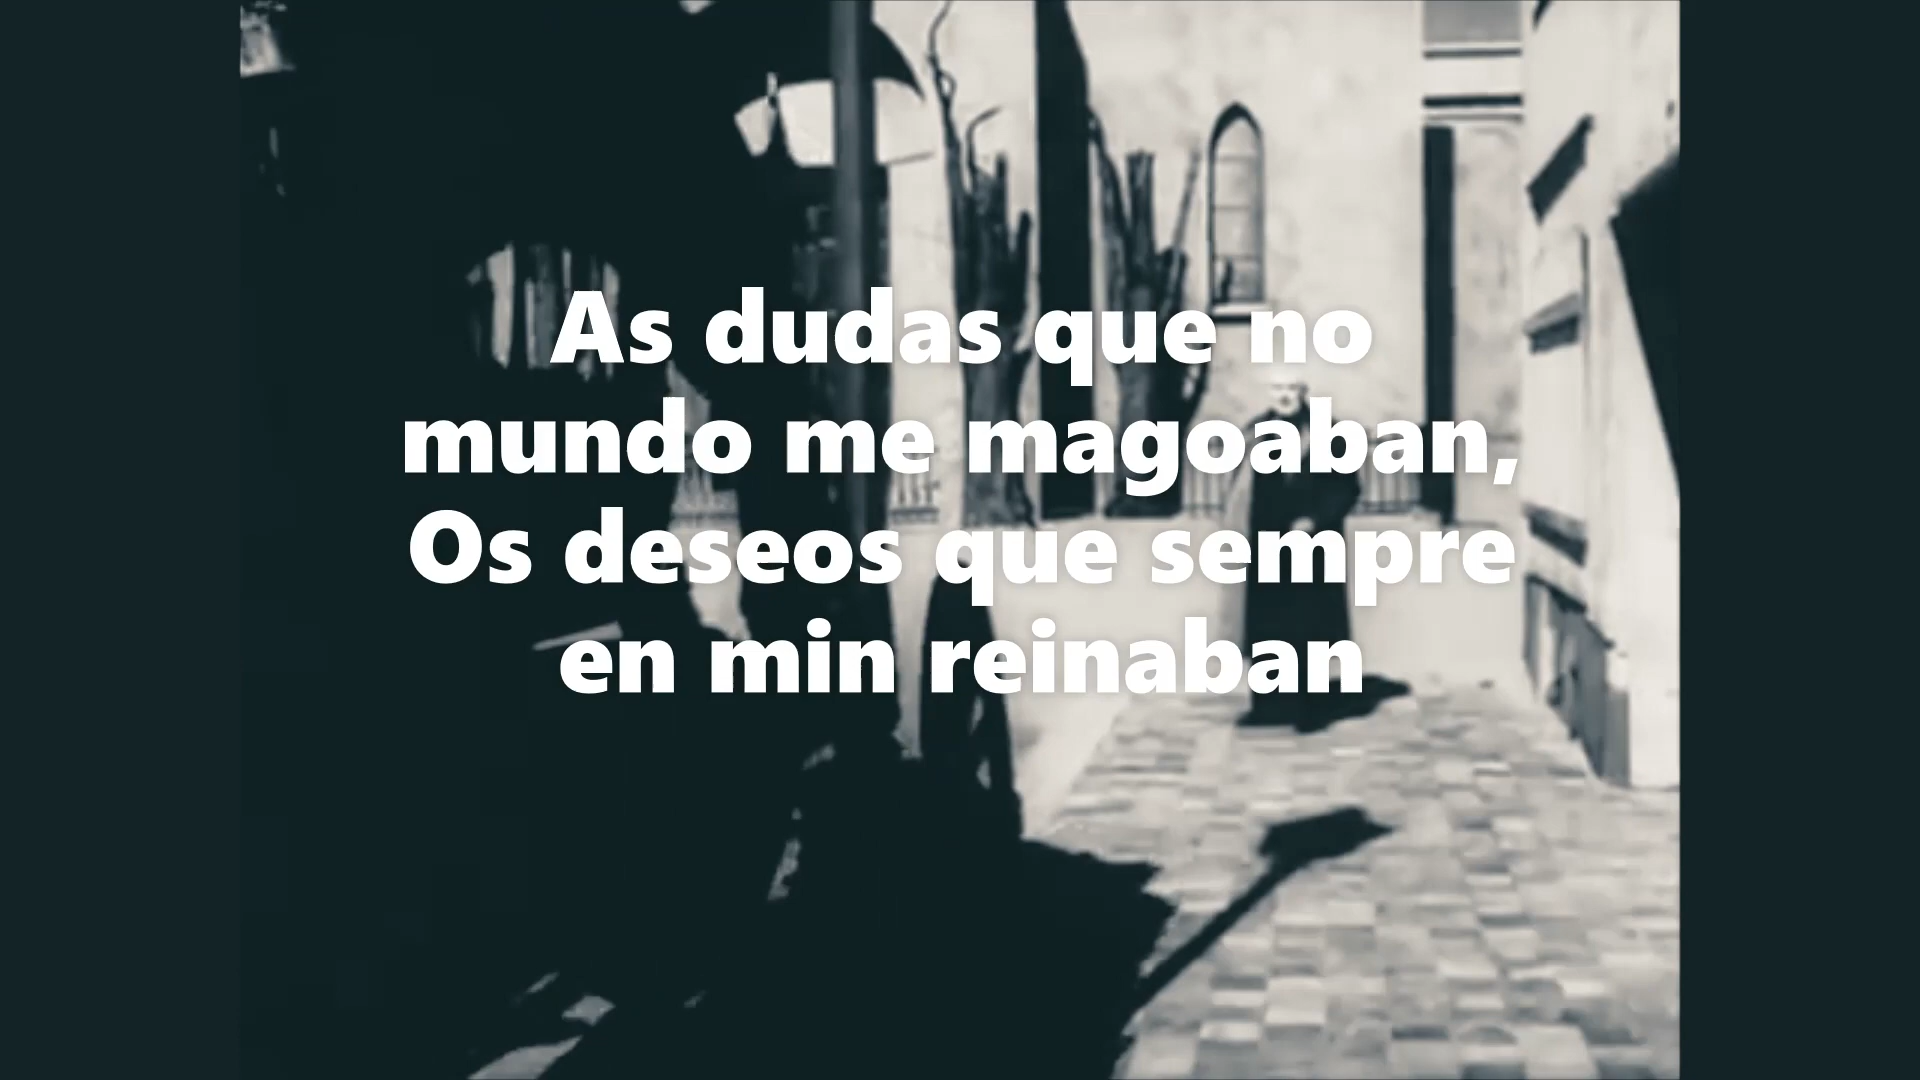 As dudas que no
mundo me magoaban,
Os deseos que sempre
en min reinaban